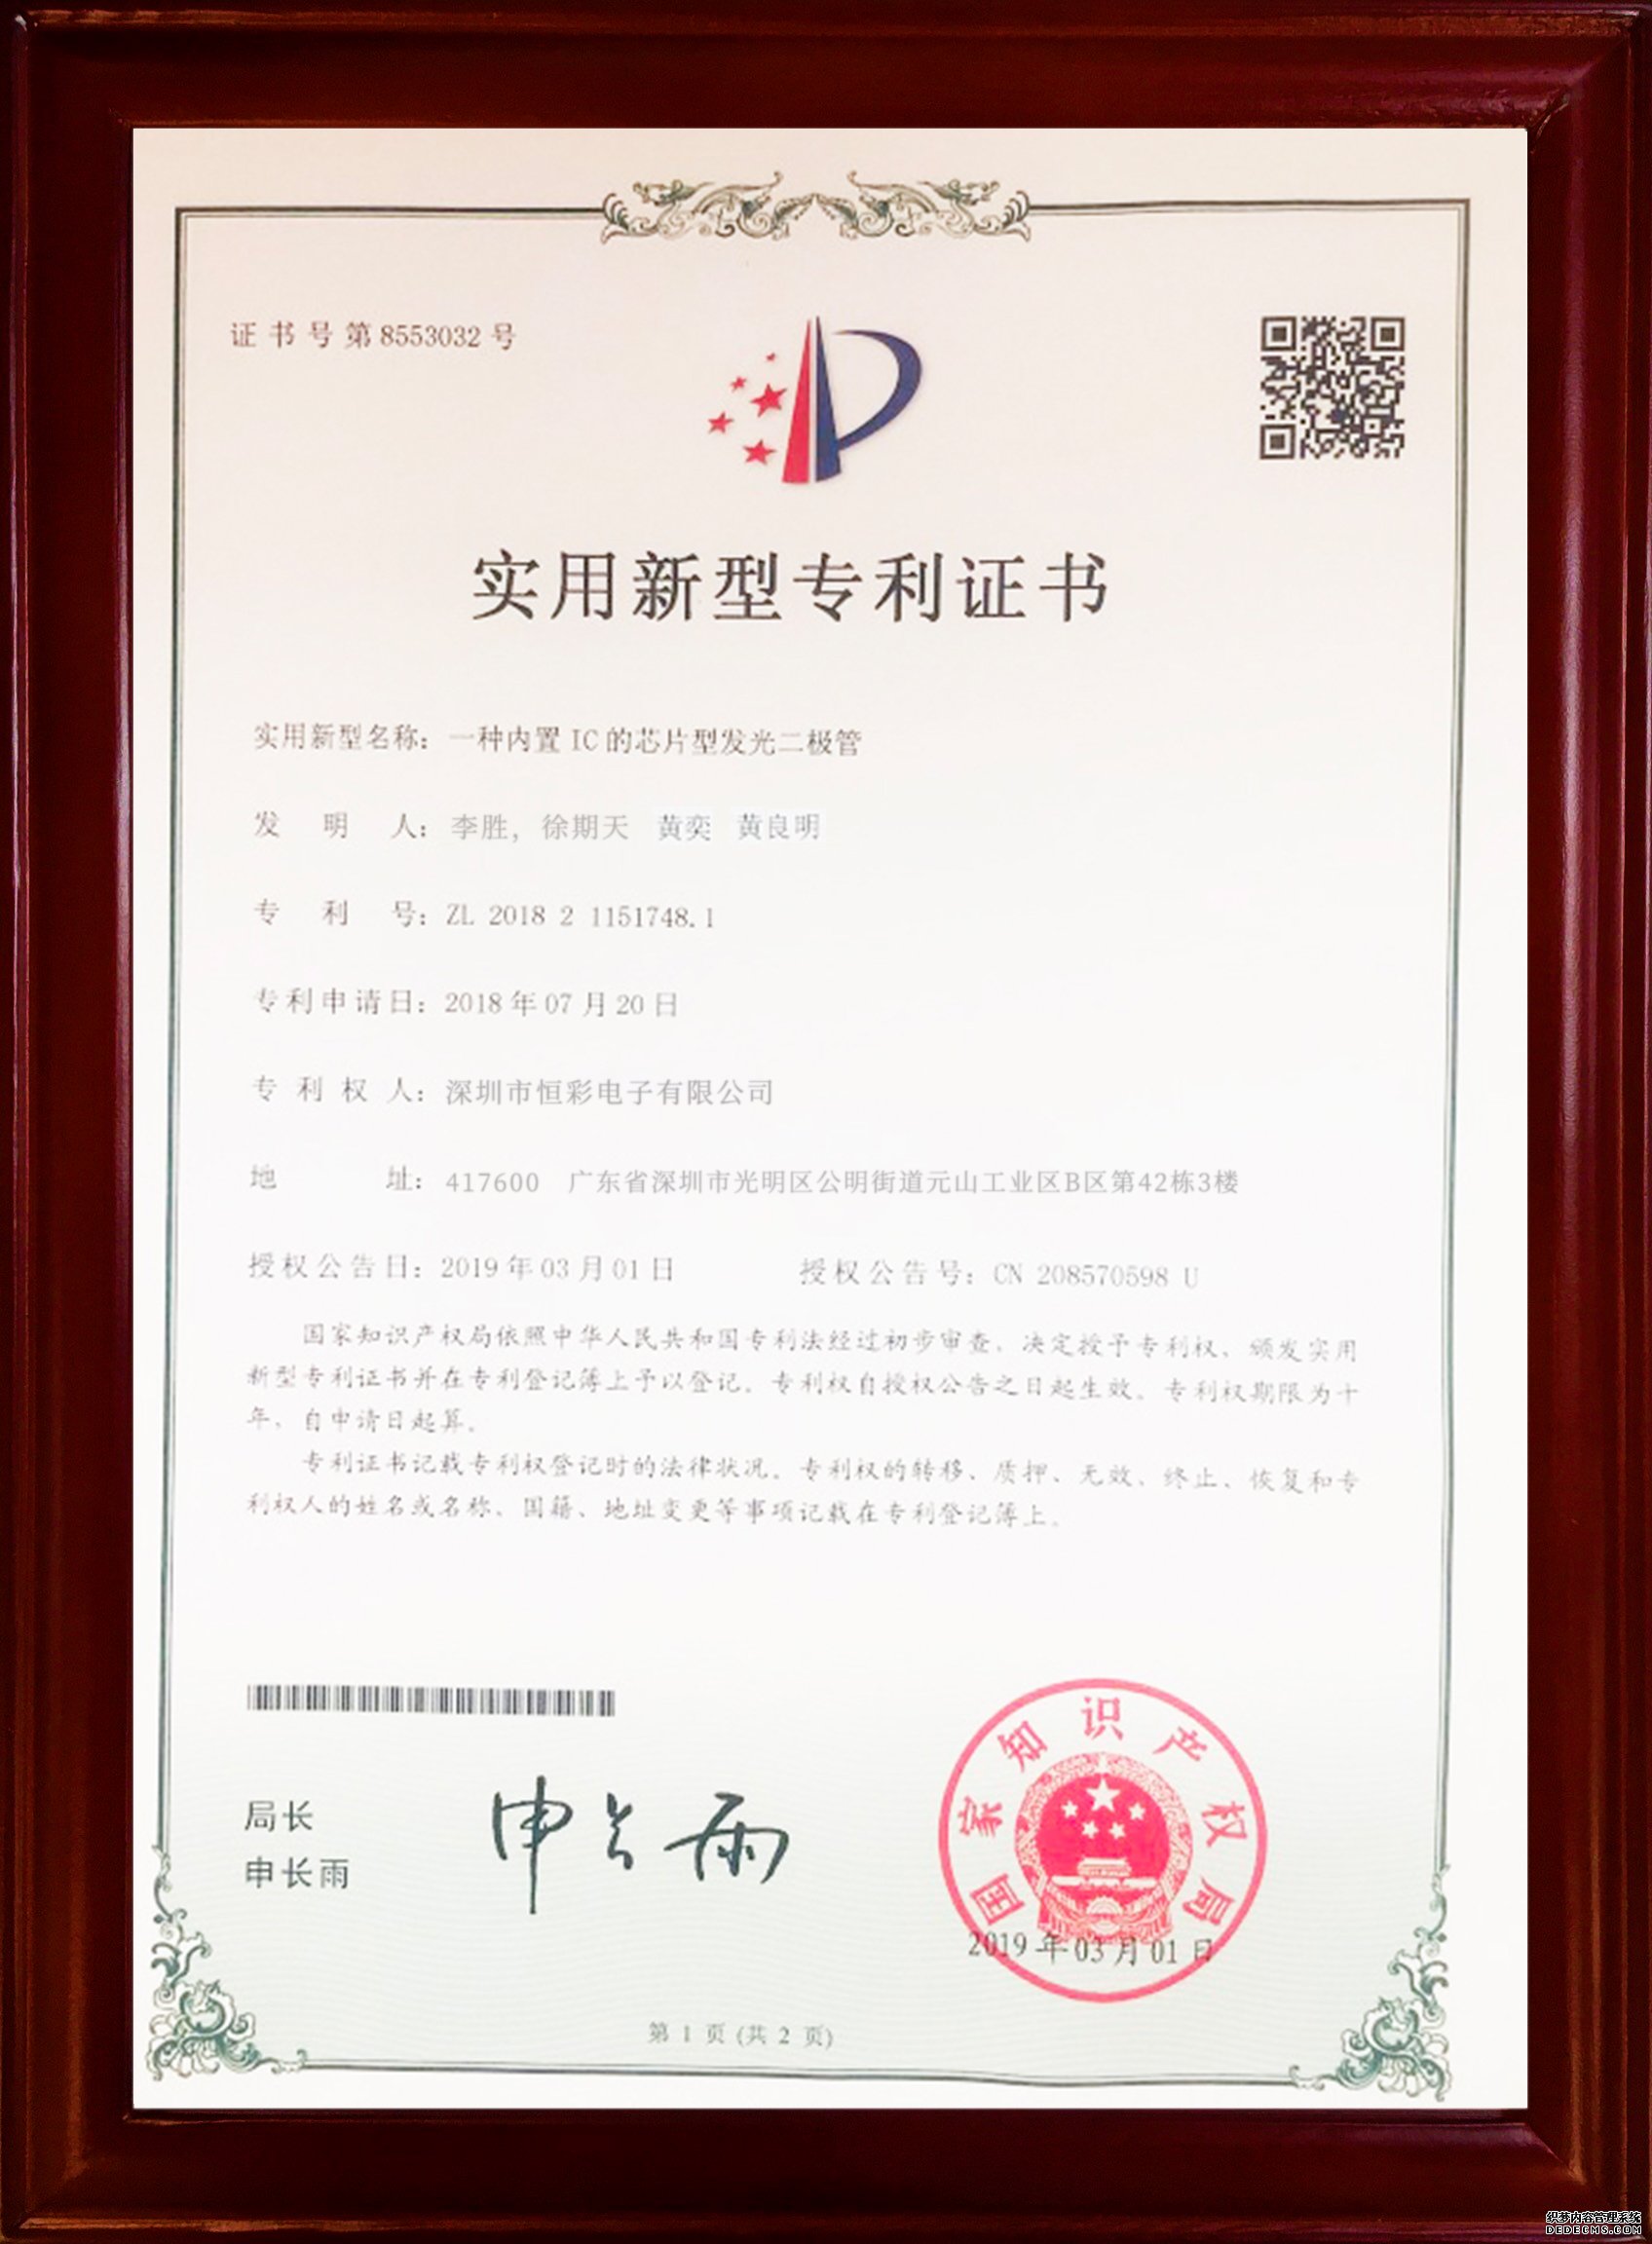 证书号第8553032号
实用新型专利证书
实用新型名称：一种内置IC的芯片型发光二极管
发明人：李胜，徐期天 黄奕 黄良明
专利号：ZL 2018 2 1151748.1
专利申请日：2018年07月20日
专利权人：深圳市恒彩电子有限公司
地址：417600 广东省深圳市光明区公明街道元山工业区B区第42栋3楼
授权公告日：2019年03月01日 授权公告号：CN 208570598 U
国家知识产权局依照中华人民共和国专利法经过初步审查，决定授予专利权，颁发实用
新型专利证书并在专利登记簿上予以登记。专利权自授权公告之日起生效。专利权期限为十
年，自申请日起算。
专利证书记载专利权登记时的法律状况。专利权的转移、质押、无效、终止、恢复和专
利权人的姓名或名称、国籍、地址变更等事项记载在专利登记簿上。
局长
申长雨
申长雨
国家知识产权局
2019年03月01日
第 1 页 (共 2 页)
织梦内容管理系统
DEDECMS.COM